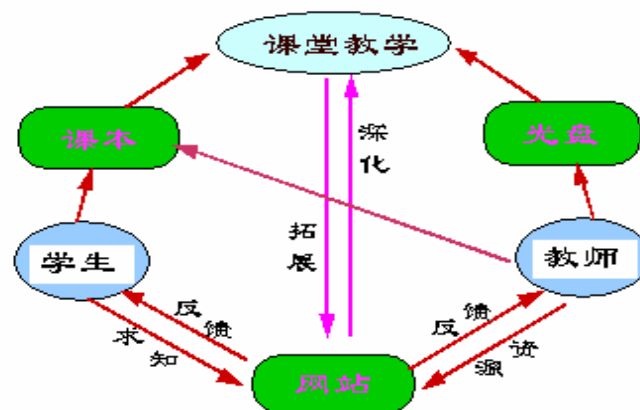 课堂教学
课本
光盘
深化
拓展
学生
教师
反馈
求知
反馈
资源
网站